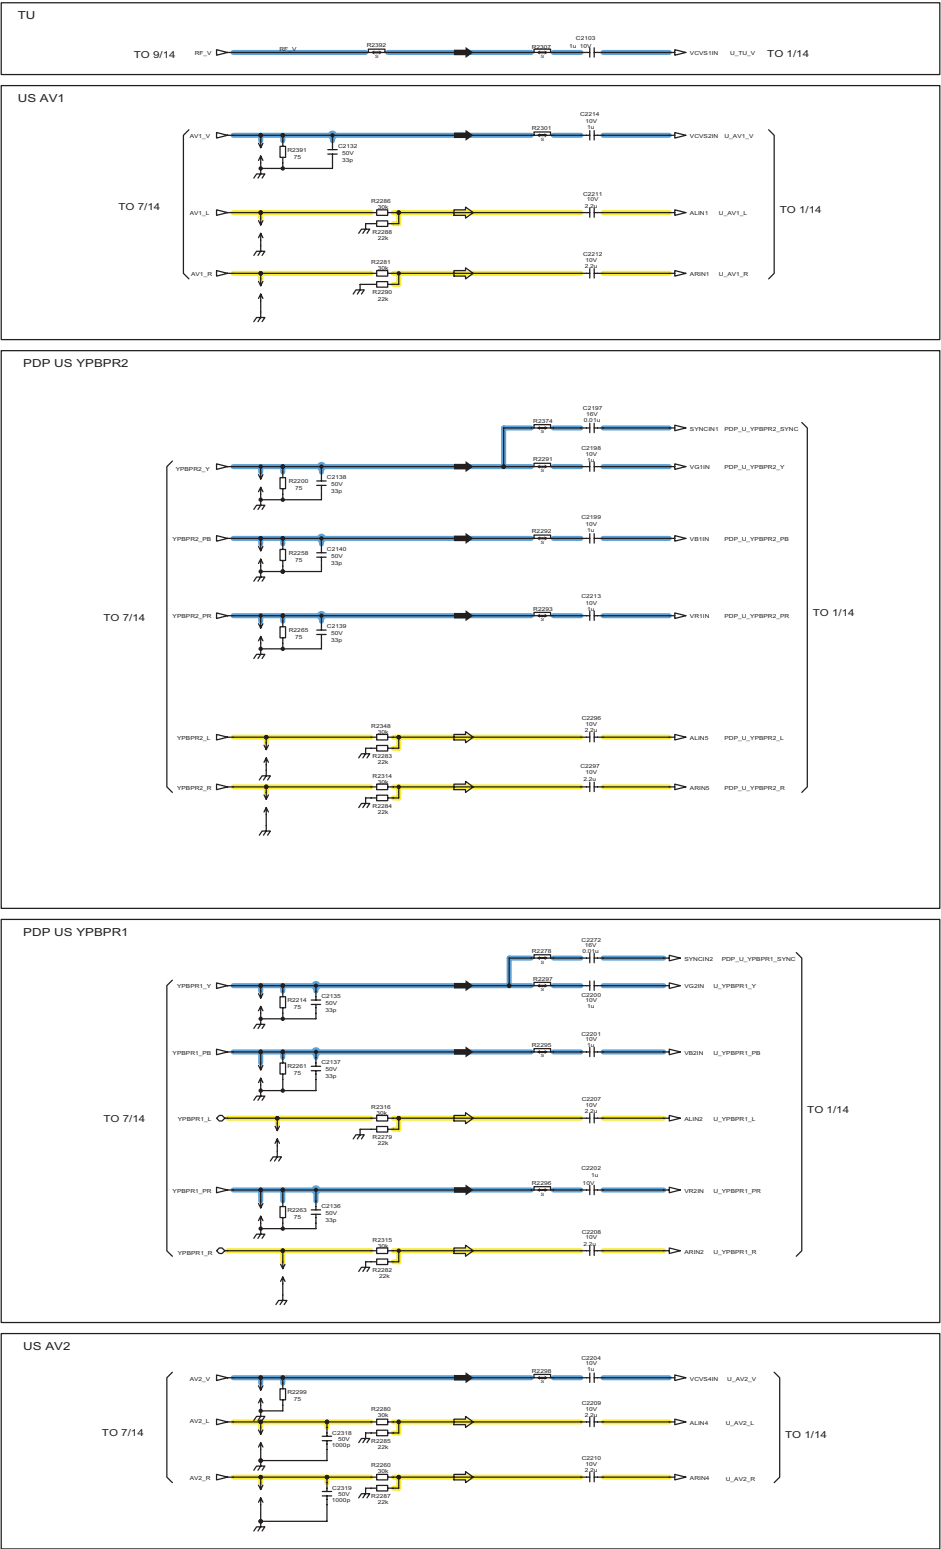 TU
TO 9/14
RF_V
RF_V
R2392
S
R2307
S
C2103
1u 10V
VCVS1IN
U_TU_V
TO 1/14
US AV1
AV1_V
R2391
75
C2132
50V
33p
R2301
S
C2214
10V
1u
VCVS2IN
U_AV1_V
TO 7/14
AV1_L
R2286
30k
R2288
22k
C2211
10V
2.2u
ALIN1
U_AV1_L
TO 1/14
AV1_R
R2281
30k
R2290
22k
C2212
10V
2.2u
ARIN1
U_AV1_R
PDP US YPBPR2
R2374
S
C2197
16V
0.01u
SYNCIN1
PDP_U_YPBPR2_SYNC
YPBPR2_Y
R2200
75
C2138
50V
33p
R2291
S
C2198
10V
1u
VG1IN
PDP_U_YPBPR2_Y
YPBPR2_PB
R2258
75
C2140
50V
33p
R2292
S
C2199
10V
1u
VB1IN
PDP_U_YPBPR2_PB
TO 7/14
YPBPR2_PR
R2265
75
C2139
50V
33p
R2293
S
C2213
10V
1u
VR1IN
PDP_U_YPBPR2_PR
TO 1/14
YPBPR2_L
R2348
30k
R2283
22k
C2296
10V
2.2u
ALIN5
PDP_U_YPBPR2_L
YPBPR2_R
R2314
30k
R2284
22k
C2297
10V
2.2u
ARIN5
PDP_U_YPBPR2_R
PDP US YPBPR1
R2278
S
C2272
16V
0.01u
SYNCIN2
PDP_U_YPBPR1_SYNC
YPBPR1_Y
R2214
75
C2135
50V
33p
R2297
S
C2200
10V
1u
VG2IN
U_YPBPR1_Y
YPBPR1_PB
R2261
75
C2137
50V
33p
R2295
S
C2201
10V
1u
VB2IN
U_YPBPR1_PB
TO 7/14
YPBPR1_L
R2316
30k
R2279
22k
C2207
10V
2.2u
ALIN2
U_YPBPR1_L
TO 1/14
YPBPR1_PR
R2263
75
C2136
50V
33p
R2296
S
C2202
1u
10V
VR2IN
U_YPBPR1_PR
YPBPR1_R
R2315
30k
R2282
22k
C2208
10V
2.2u
ARIN2
U_YPBPR1_R
US AV2
AV2_V
R2299
75
R2298
S
C2204
10V
1u
VCVS4IN
U_AV2_V
TO 7/14
AV2_L
C2318
50V
1000p
R2280
30k
R2285
22k
C2209
10V
2.2u
ALIN4
U_AV2_L
TO 1/14
AV2_R
C2319
50V
1000p
R2260
30k
R2287
22k
C2210
10V
2.2u
ARIN4
U_AV2_R